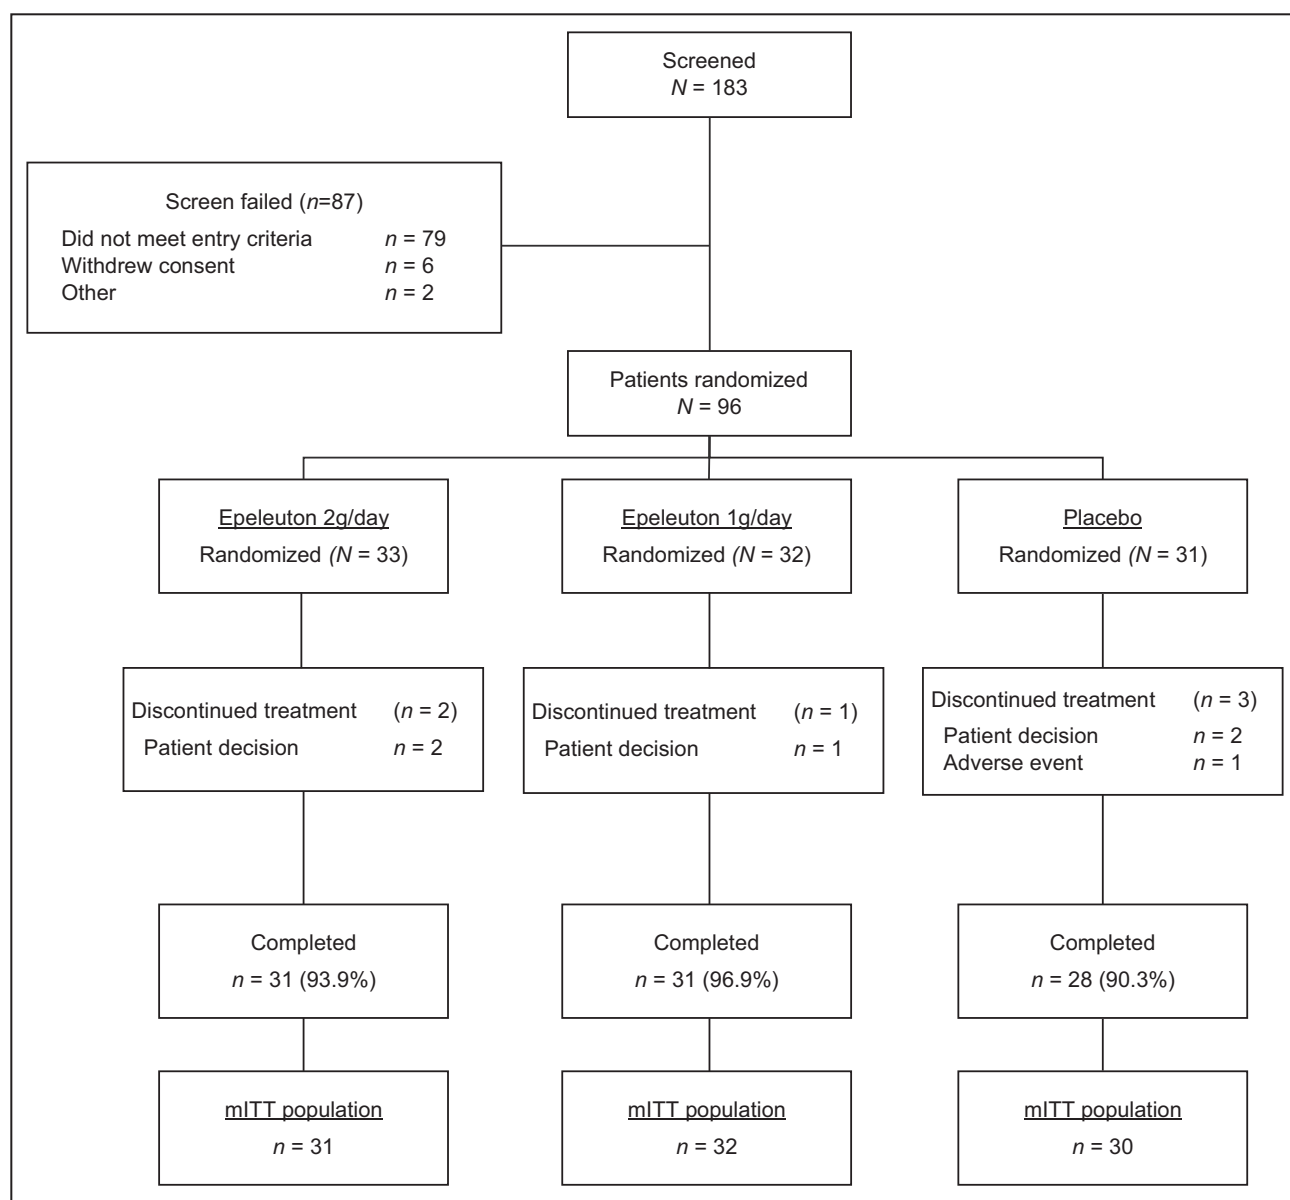 Screened
N = 183
Screen failed (n=87)
Did not meet entry criteria n = 79
Withdrew consent n = 6
Other n = 2
Patients randomized
N = 96
Epeleuton 2g/day
Randomized (N = 33)
Epeleuton 1g/day
Randomized (N = 32)
Placebo
Randomized (N = 31)
Discontinued treatment (n = 2)
Patient decision n = 2
Discontinued treatment (n = 1)
Patient decision n = 1
Discontinued treatment (n = 3)
Patient decision n = 2
Adverse event n = 1
Completed
n = 31 (93.9%)
Completed
n = 31 (96.9%)
Completed
n = 28 (90.3%)
mITT population
n = 31
mITT population
n = 32
mITT population
n = 30